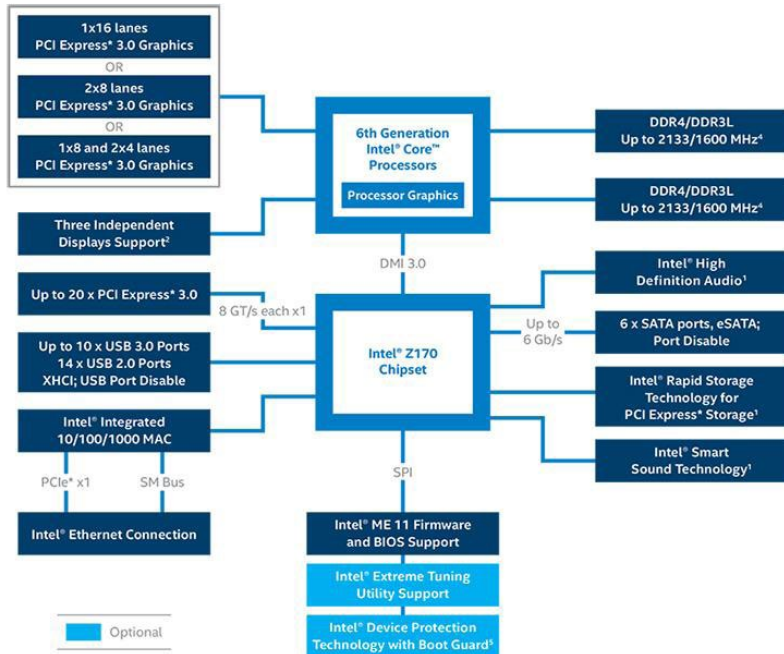 1x16 lanes
PCI Express* 3.0 Graphics
OR
2x8 lanes
PCI Express* 3.0 Graphics
OR
1x8 and 2x4 lanes
PCI Express* 3.0 Graphics
6th Generation
Intel® Core™
Processors
Processor Graphics
DDR4/DDR3L
Up to 2133/1600 MHz⁴
DDR4/DDR3L
Up to 2133/1600 MHz⁴
Three Independent
Displays Support²
DMI 3.0
Up to 20 x PCI Express* 3.0
8 GT/s each x1
Up to 10 x USB 3.0 Ports
14 x USB 2.0 Ports
XHCI; USB Port Disable
Intel® Integrated
10/100/1000 MAC
PCIe* x1
SM Bus
Intel® Ethernet Connection
Intel® Z170
Chipset
Intel® High
Definition Audio¹
Up to
6 Gb/s
6 x SATA ports, eSATA;
Port Disable
Intel® Rapid Storage
Technology for
PCI Express* Storage¹
Intel® Smart
Sound Technology¹
SPI
Intel® ME 11 Firmware
and BIOS Support
Intel® Extreme Tuning
Utility Support
Intel® Device Protection
Technology with Boot Guard⁵
Optional